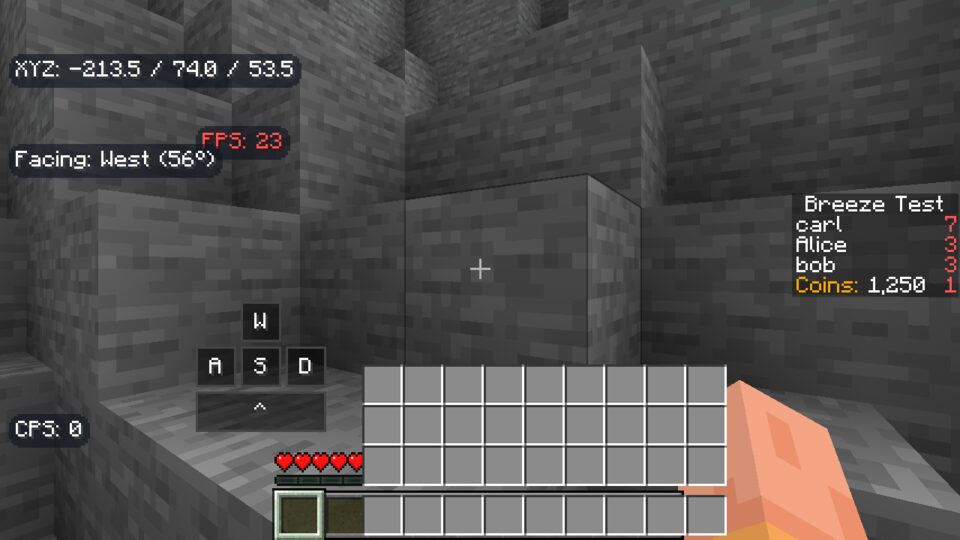 XYZ: -213.5 / 74.0 / 53.5
FPS: 23
Facing: West (56°)
Breeze Test
carl 7
Alice 3
bob 3
Coins: 1,250 1
W
A S D
^
CPS: 0